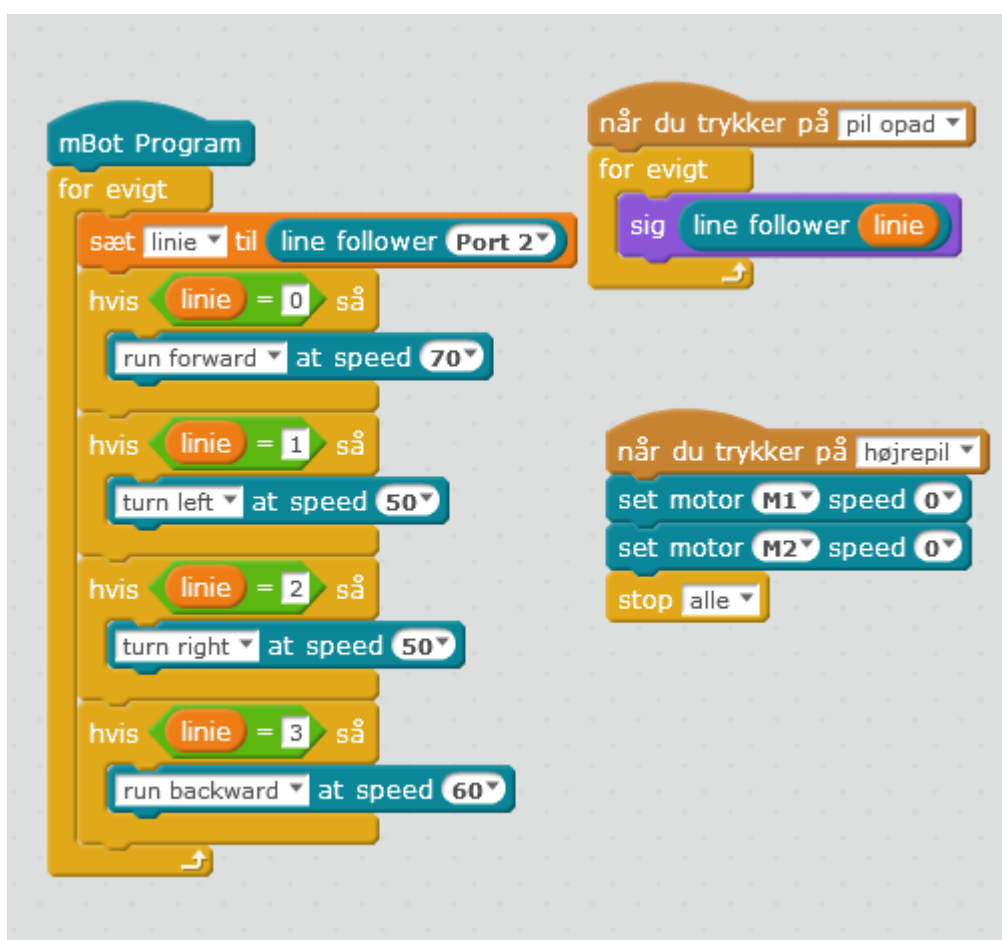 mBot Program
for evigt
sæt linie til line follower Port 2
hvis linie = 0 så
run forward at speed 70
hvis linie = 1 så
turn left at speed 50
hvis linie = 2 så
turn right at speed 50
hvis linie = 3 så
run backward at speed 60
når du trykker på pil opad
for evigt
sig line follower linie
når du trykker på højrepil
set motor M1 speed 0
set motor M2 speed 0
stop alle